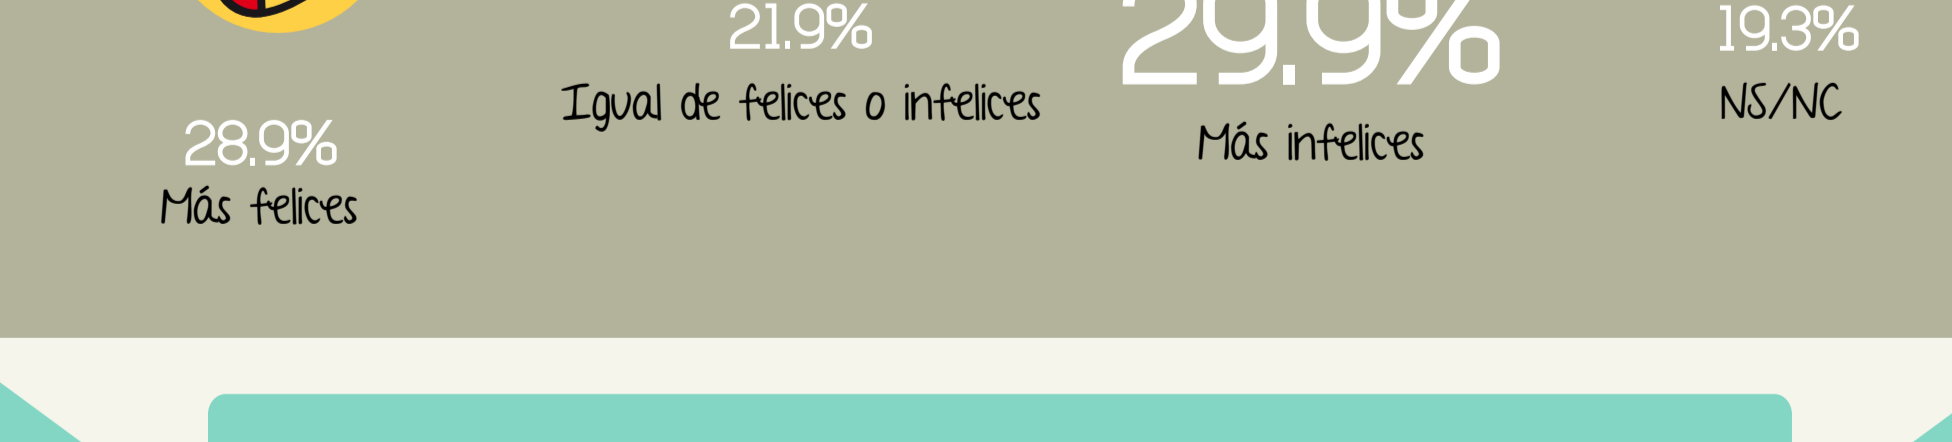 28.9%
Más felices
21.9%
Igual de felices o infelices
29.9%
Más infelices
19.3%
NS/NC